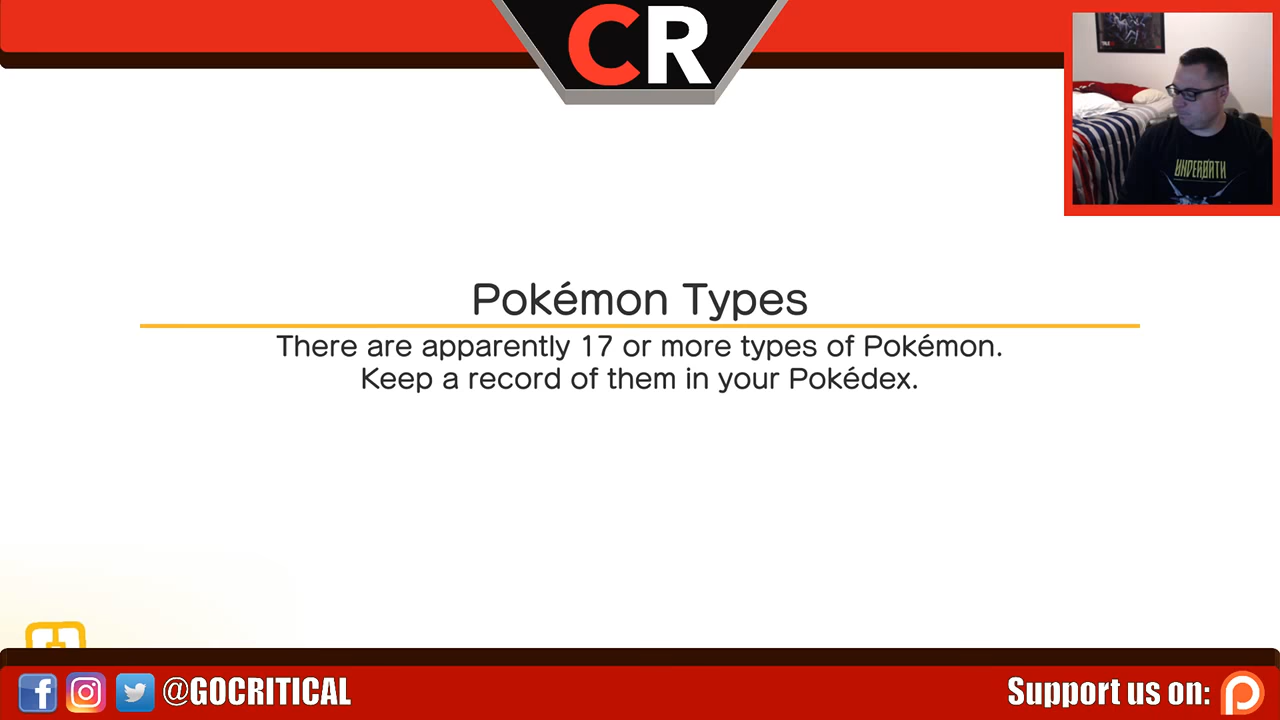 CR
UNDEROATH
Pokémon Types
There are apparently 17 or more types of Pokémon.
Keep a record of them in your Pokédex.
@GOCRITICAL
Support us on: